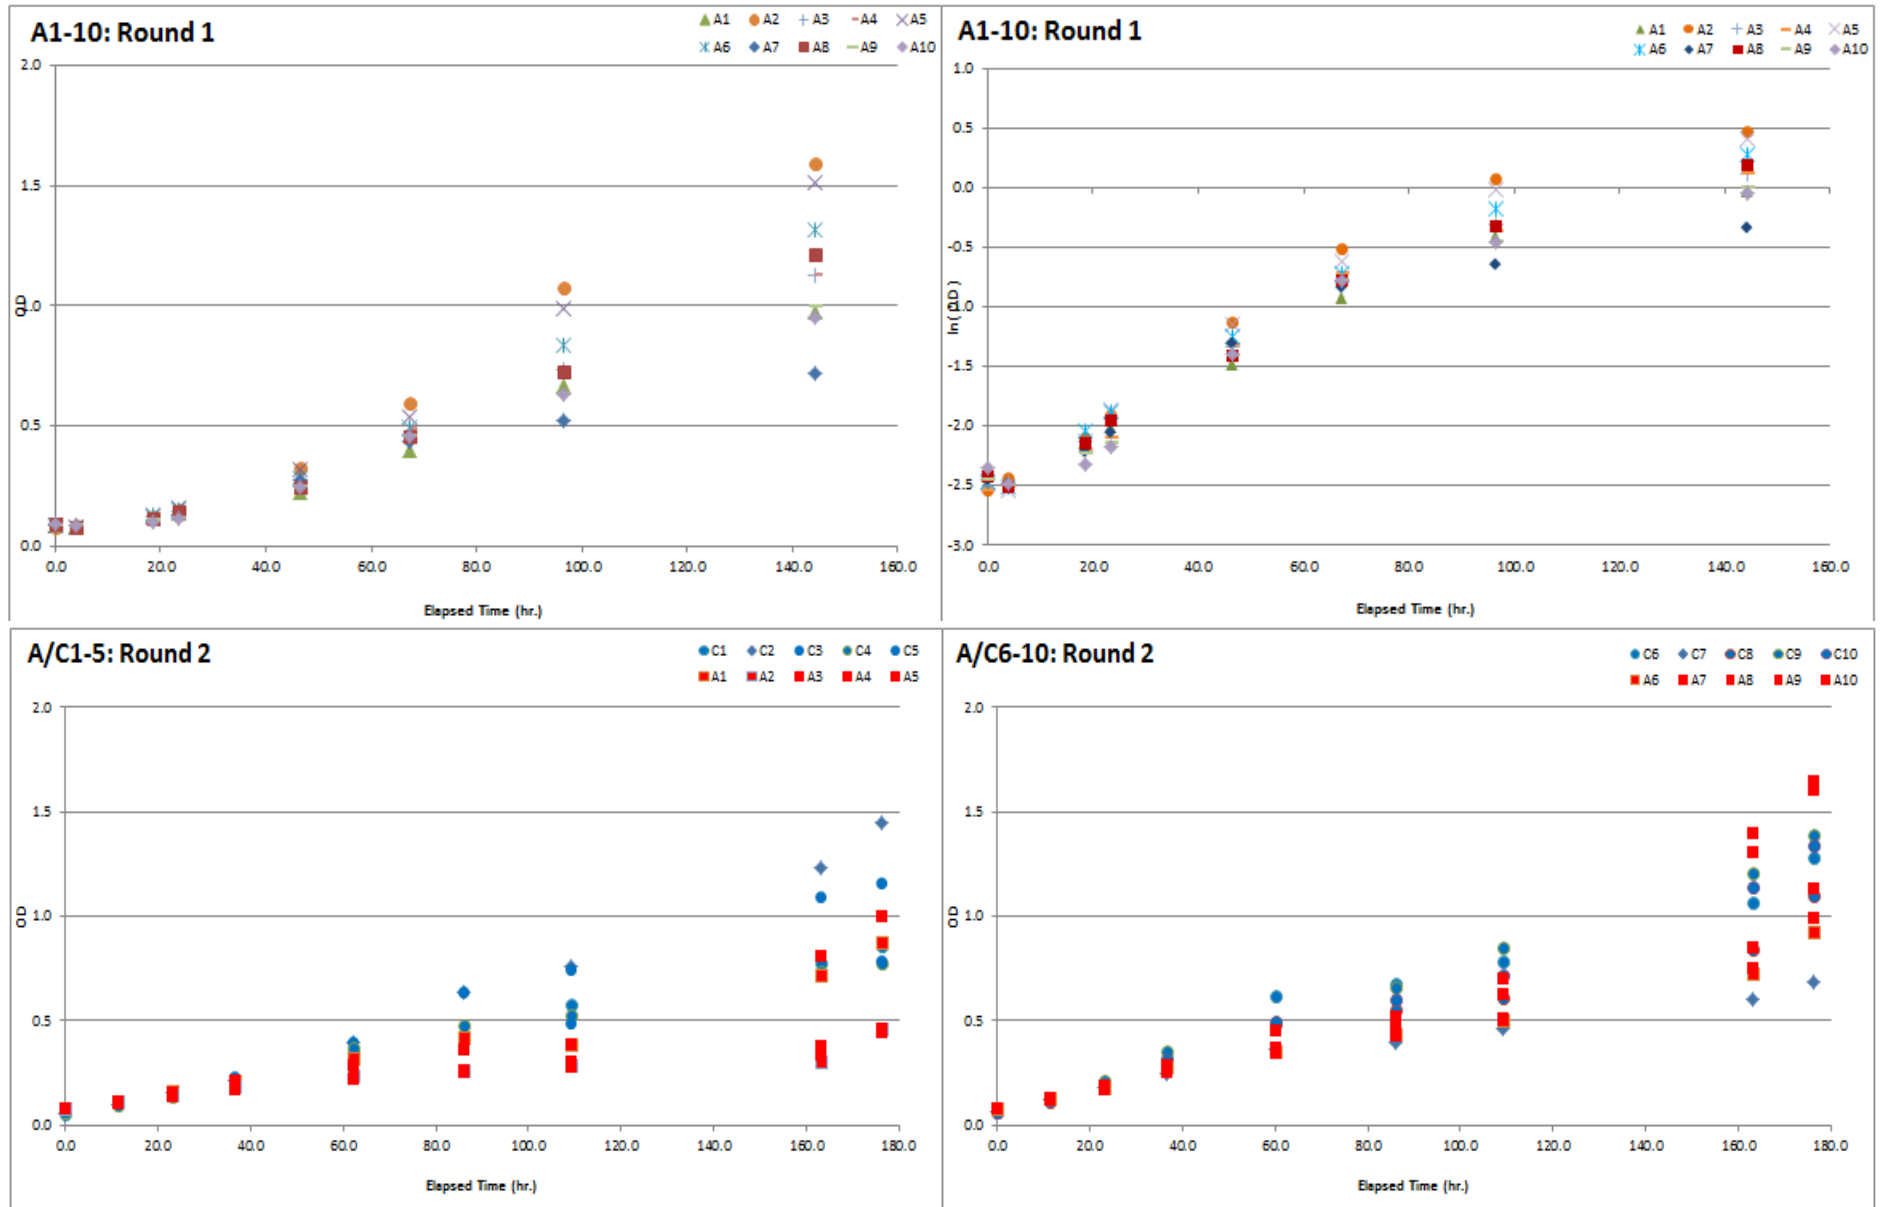 A1-10: Round 1
A1 A2 A3 A4 A5
A6 A7 A8 A9 A10
2.0
1.5
1.0
0.5
0.0
OD
0.0 20.0 40.0 60.0 80.0 100.0 120.0 140.0 160.0
Elapsed Time (hr.)
A1-10: Round 1
A1 A2 A3 A4 A5
A6 A7 A8 A9 A10
1.0
0.5
0.0
-0.5
-1.0
-1.5
-2.0
-2.5
-3.0
ln(OD)
0.0 20.0 40.0 60.0 80.0 100.0 120.0 140.0 160.0
Elapsed Time (hr.)
A/C1-5: Round 2
C1 C2 C3 C4 C5
A1 A2 A3 A4 A5
2.0
1.5
1.0
0.5
0.0
OD
0.0 20.0 40.0 60.0 80.0 100.0 120.0 140.0 160.0 180.0
Elapsed Time (hr.)
A/C6-10: Round 2
C6 C7 C8 C9 C10
A6 A7 A8 A9 A10
2.0
1.5
1.0
0.5
0.0
OD
0.0 20.0 40.0 60.0 80.0 100.0 120.0 140.0 160.0 180.0
Elapsed Time (hr.)